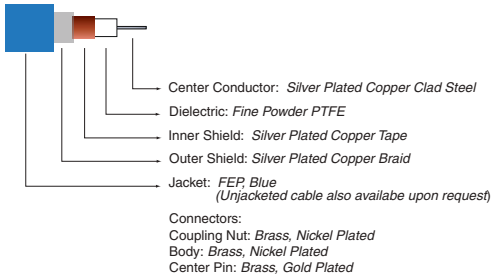 Center Conductor: Silver Plated Copper Clad Steel
Dielectric: Fine Powder PTFE
Inner Shield: Silver Plated Copper Tape
Outer Shield: Silver Plated Copper Braid
Jacket: FEP, Blue
(Unjacketed cable also availabe upon request)
Connectors:
Coupling Nut: Brass, Nickel Plated
Body: Brass, Nickel Plated
Center Pin: Brass, Gold Plated